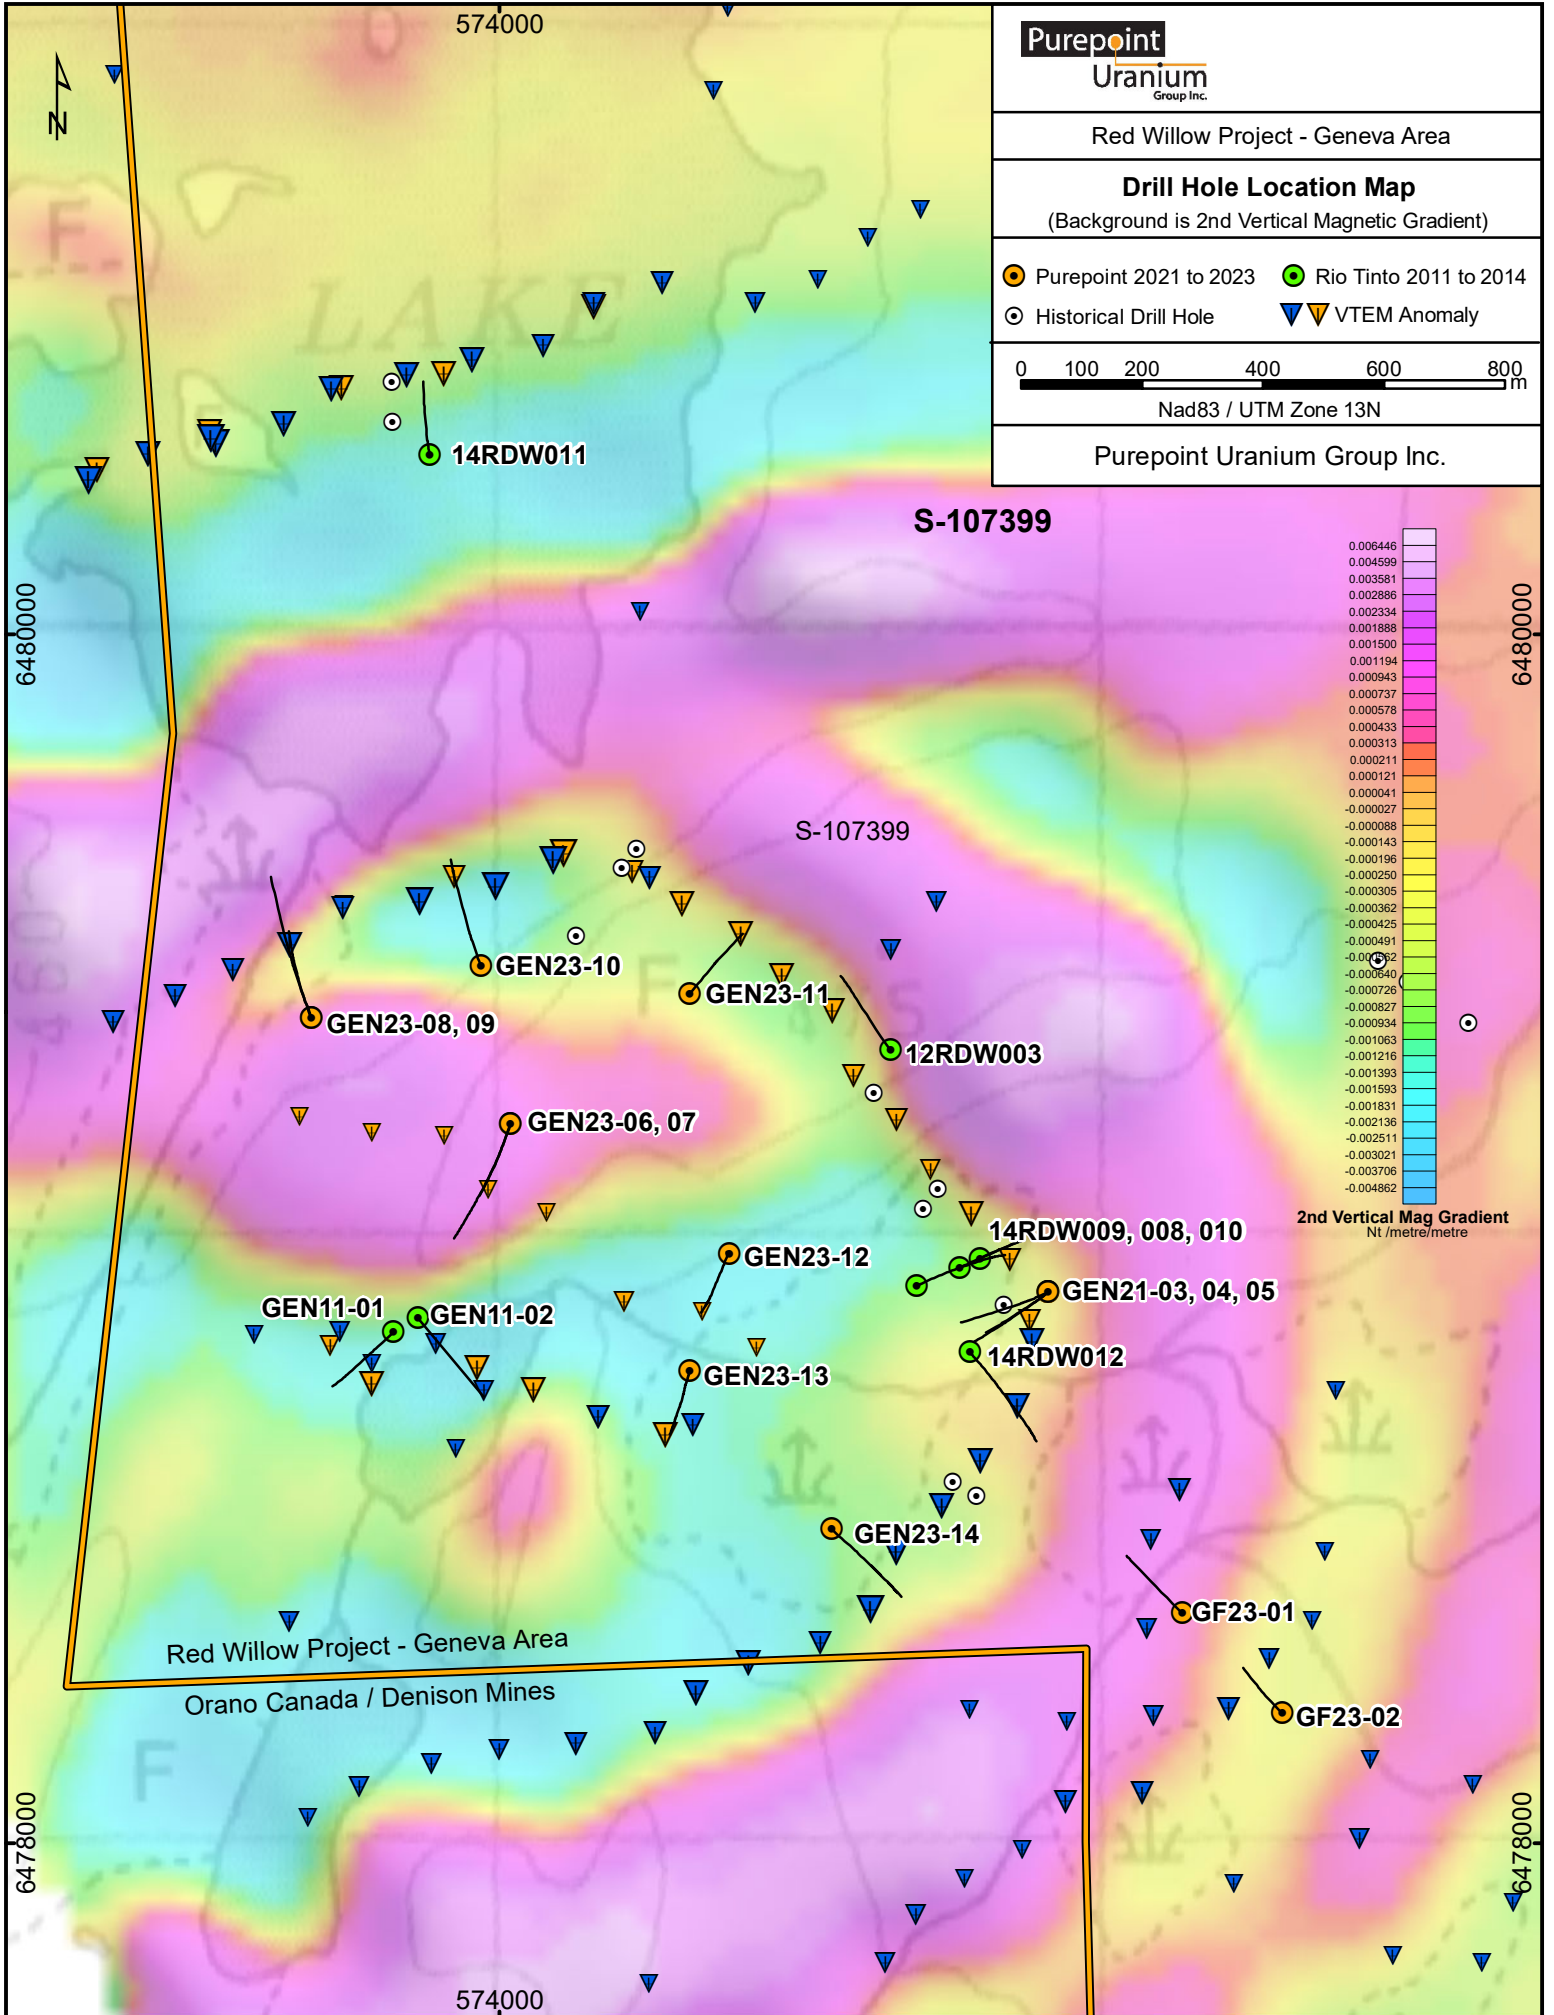 574000
Purepoint
Uranium
Group Inc.
Red Willow Project - Geneva Area
Drill Hole Location Map
(Background is 2nd Vertical Magnetic Gradient)
Purepoint 2021 to 2023
Rio Tinto 2011 to 2014
Historical Drill Hole
VTEM Anomaly
0 100 200 400 600 800 m
Nad83 / UTM Zone 13N
Purepoint Uranium Group Inc.
N
F
LAKE
14RDW011
S-107399
6480000
6480000
0.006446
0.004599
0.003581
0.002886
0.002334
0.001888
0.001500
0.001194
0.000943
0.000737
0.000578
0.000433
0.000313
0.000211
0.000121
0.000041
-0.000027
-0.000088
-0.000143
-0.000196
-0.000250
-0.000305
-0.000362
-0.000425
-0.000491
-0.000562
-0.000640
-0.000726
-0.000827
-0.000934
-0.001063
-0.001216
-0.001393
-0.001593
-0.001831
-0.002136
-0.002511
-0.003021
-0.003706
-0.004862
2nd Vertical Mag Gradient
Nt /metre/metre
S-107399
GEN23-10
F
GEN23-11
GEN23-08, 09
12RDW003
GEN23-06, 07
14RDW009, 008, 010
GEN23-12
GEN21-03, 04, 05
GEN11-01
GEN11-02
14RDW012
GEN23-13
GEN23-14
GF23-01
Red Willow Project - Geneva Area
Orano Canada / Denison Mines
GF23-02
F
6478000
6478000
574000